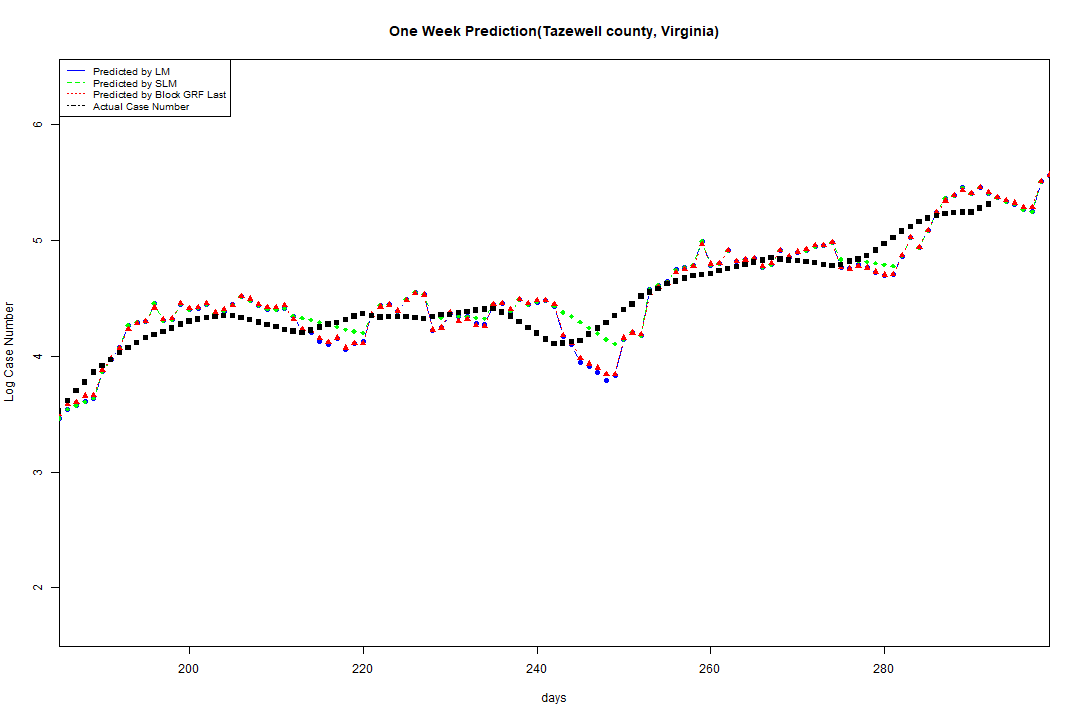 One Week Prediction(Tazewell county, Virginia)
Predicted by LM
Predicted by SLM
Predicted by Block GRF Last
Actual Case Number
6
5
4
3
2
Log Case Number
200 220 240 260 280
days